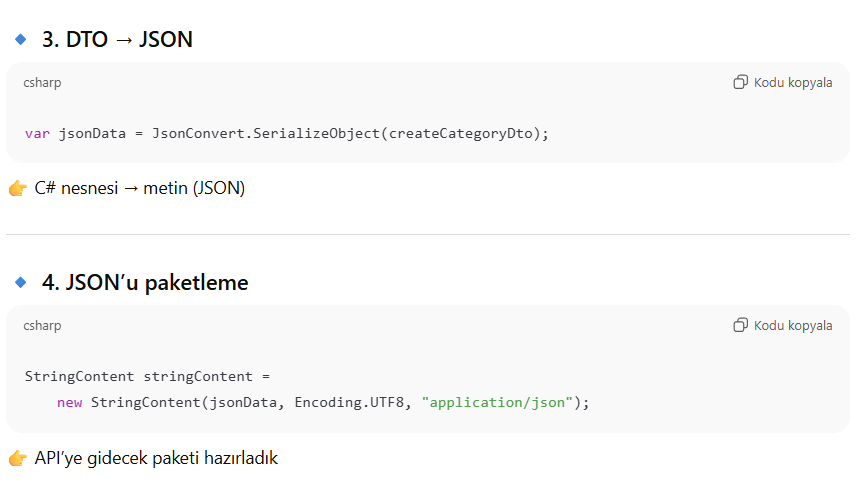 🔹 3. DTO → JSON
csharp
Kodu kopyala
var jsonData = JsonConvert.SerializeObject(createCategoryDto);
👉 C# nesnesi → metin (JSON)
🔹 4. JSON’u paketleme
csharp
Kodu kopyala
StringContent stringContent =
    new StringContent(jsonData, Encoding.UTF8, "application/json");
👉 API’ye gidecek paketi hazırladık